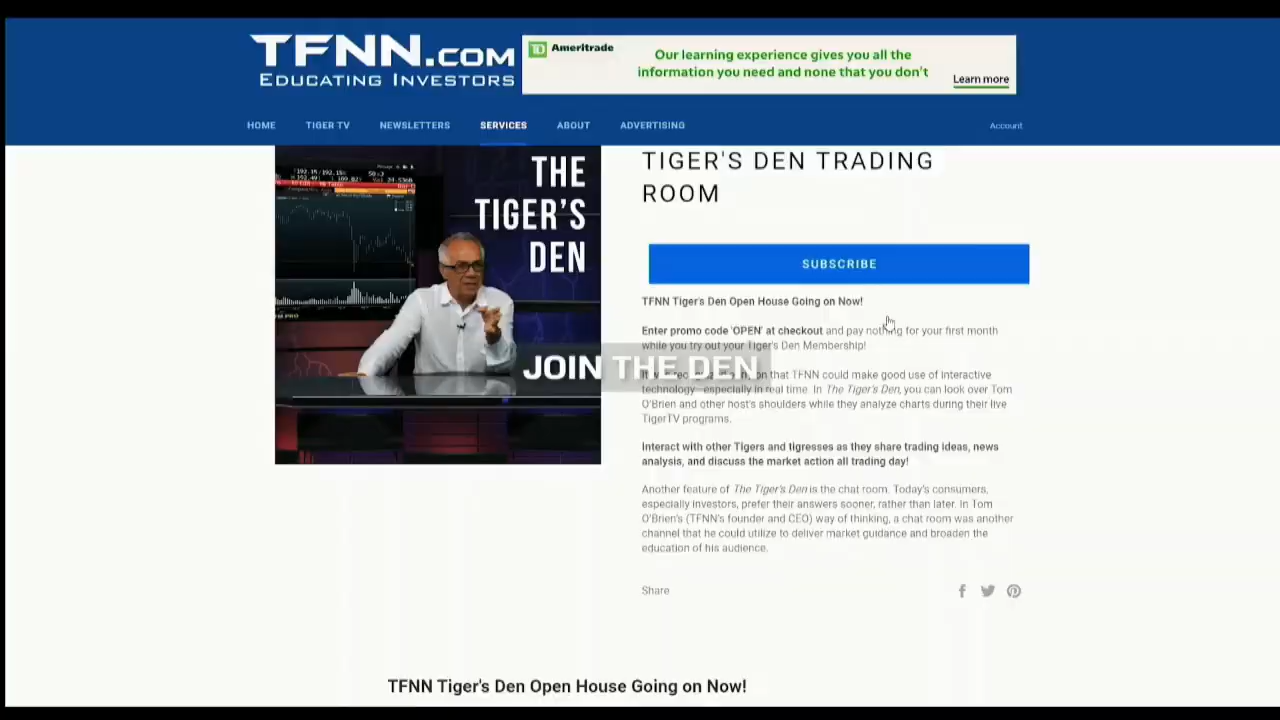 TFNN.COM
EDUCATING INVESTORS
TD Ameritrade
Our learning experience gives you all the
information you need and none that you don't
Learn more
HOME TIGER TV NEWSLETTERS SERVICES ABOUT ADVERTISING Account
THE
TIGER'S
DEN
TIGER'S DEN TRADING
ROOM
SUBSCRIBE
TFNN Tiger's Den Open House Going on Now!
Enter promo code 'OPEN' at checkout and pay nothing for your first month
while you try out your Tiger's Den Membership!
JOIN THE DEN
that TFNN could make good use of interactive
technology especially in real time. In The Tiger's Den, you can look over Tom
O'Brien and other host's shoulders while they analyze charts during their live
TigerTV programs.
Interact with other Tigers and tigresses as they share trading ideas, news
analysis, and discuss the market action all trading day!
Another feature of The Tiger's Den is the chat room. Today's consumers,
especially investors, prefer their answers sooner, rather than later. In Tom
O'Brien's (TFNN's founder and CEO) way of thinking, a chat room was another
channel that he could utilize to deliver market guidance and broaden the
education of his audience.
Share
TFNN Tiger's Den Open House Going on Now!